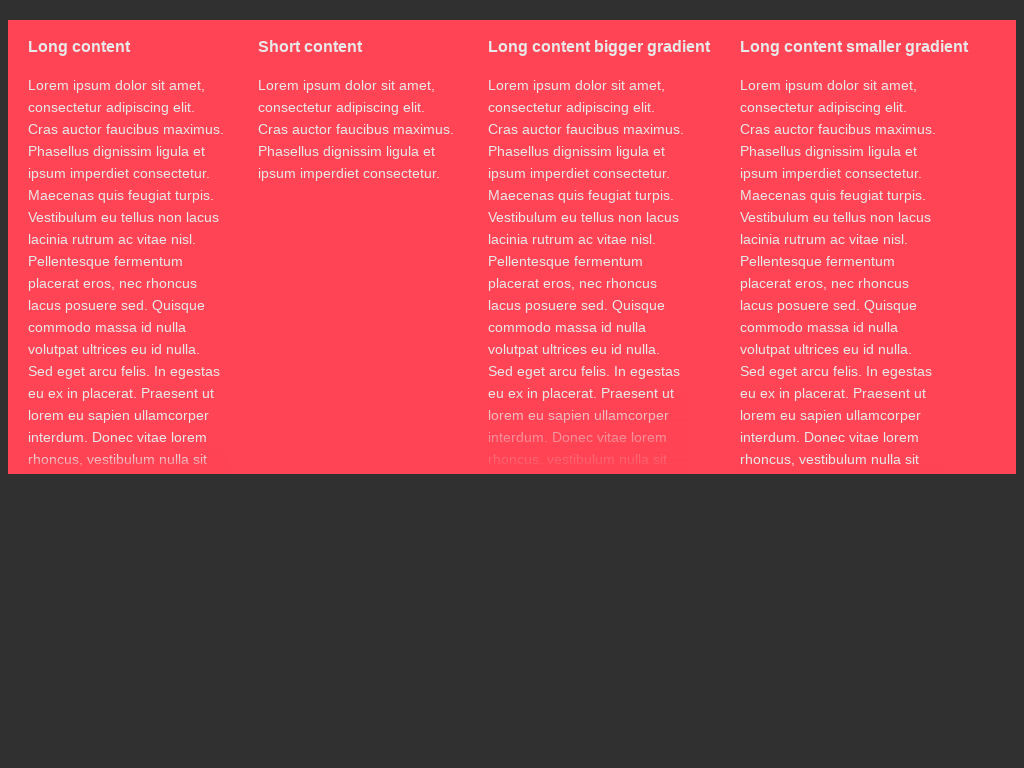 Long content
Lorem ipsum dolor sit amet,
consectetur adipiscing elit.
Cras auctor faucibus maximus.
Phasellus dignissim ligula et
ipsum imperdiet consectetur.
Maecenas quis feugiat turpis.
Vestibulum eu tellus non lacus
lacinia rutrum ac vitae nisl.
Pellentesque fermentum
placerat eros, nec rhoncus
lacus posuere sed. Quisque
commodo massa id nulla
volutpat ultrices eu id nulla.
Sed eget arcu felis. In egestas
eu ex in placerat. Praesent ut
lorem eu sapien ullamcorper
interdum. Donec vitae lorem
rhoncus, vestibulum nulla sit
Short content
Lorem ipsum dolor sit amet,
consectetur adipiscing elit.
Cras auctor faucibus maximus.
Phasellus dignissim ligula et
ipsum imperdiet consectetur.
Long content bigger gradient
Lorem ipsum dolor sit amet,
consectetur adipiscing elit.
Cras auctor faucibus maximus.
Phasellus dignissim ligula et
ipsum imperdiet consectetur.
Maecenas quis feugiat turpis.
Vestibulum eu tellus non lacus
lacinia rutrum ac vitae nisl.
Pellentesque fermentum
placerat eros, nec rhoncus
lacus posuere sed. Quisque
commodo massa id nulla
volutpat ultrices eu id nulla.
Sed eget arcu felis. In egestas
eu ex in placerat. Praesent ut
lorem eu sapien ullamcorper
interdum. Donec vitae lorem
rhoncus, vestibulum nulla sit
Long content smaller gradient
Lorem ipsum dolor sit amet,
consectetur adipiscing elit.
Cras auctor faucibus maximus.
Phasellus dignissim ligula et
ipsum imperdiet consectetur.
Maecenas quis feugiat turpis.
Vestibulum eu tellus non lacus
lacinia rutrum ac vitae nisl.
Pellentesque fermentum
placerat eros, nec rhoncus
lacus posuere sed. Quisque
commodo massa id nulla
volutpat ultrices eu id nulla.
Sed eget arcu felis. In egestas
eu ex in placerat. Praesent ut
lorem eu sapien ullamcorper
interdum. Donec vitae lorem
rhoncus, vestibulum nulla sit